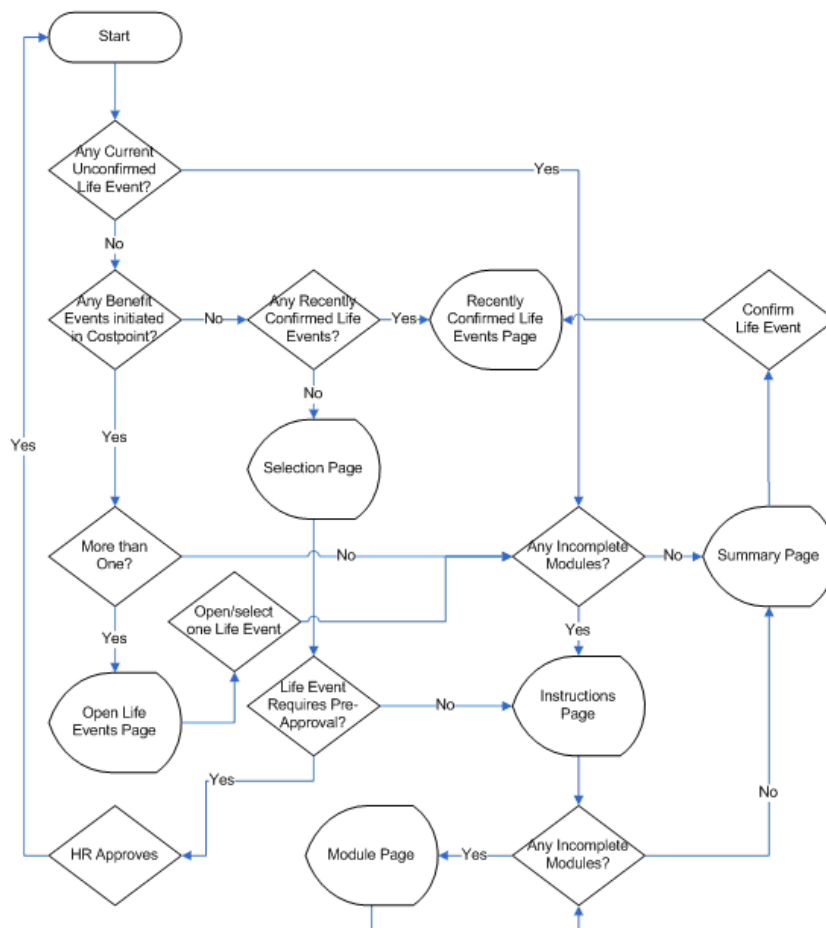 Start
Any Current
Unconfirmed
Life Event?
Yes
No
Any Benefit
Events initiated
in Costpoint?
No
Any Recently
Confirmed Life
Events?
Yes
Recently
Confirmed Life
Events Page
Confirm
Life Event
No
Yes
Yes
Selection Page
More than
One?
No
Any Incomplete
Modules?
No
Summary Page
Open/select
one Life Event
Yes
Yes
Open Life
Events Page
Life Event
Requires Pre-
Approval?
No
Instructions
Page
Yes
No
HR Approves
Module Page
Yes
Any Incomplete
Modules?